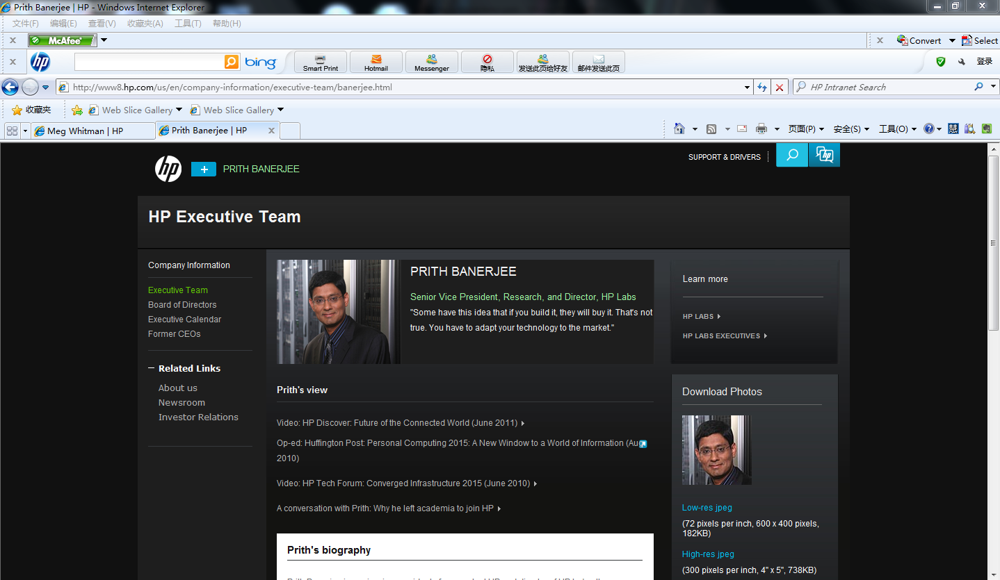 Prith Banerjee | HP - Windows Internet Explorer
文件(F) 编辑(E) 查看(V) 收藏夹(A) 工具(T) 帮助(H)
McAfee Convert Select
hp bing Smart Print Hotmail Messenger 隐私 发送此页给好友 邮件发送此页 登录
http://www8.hp.com/us/en/company-information/executive-team/banerjee.html HP Intranet Search
收藏夹 Web Slice Gallery Web Slice Gallery
Meg Whitman | HP Prith Banerjee | HP 页面(P) 安全(S) 工具(O) 慧
SUPPORT & DRIVERS hp
hp + PRITH BANERJEE
HP Executive Team
Company Information
Executive Team
Board of Directors
Executive Calendar
Former CEOs
Related Links
About us
Newsroom
Investor Relations
PRITH BANERJEE
Senior Vice President, Research, and Director, HP Labs
"Some have this idea that if you build it, they will buy it. That's not
true. You have to adapt your technology to the market."
Prith's view
Video: HP Discover: Future of the Connected World (June 2011)
Op-ed: Huffington Post: Personal Computing 2015: A New Window to a World of Information (Au
2010)
Video: HP Tech Forum: Converged Infrastructure 2015 (June 2010)
A conversation with Prith: Why he left academia to join HP
Prith's biography
Learn more
HP LABS
HP LABS EXECUTIVES
Download Photos
Low-res jpeg
(72 pixels per inch, 600 x 400 pixels,
182KB)
High-res jpeg
(300 pixels per inch, 4" x 5", 738KB)